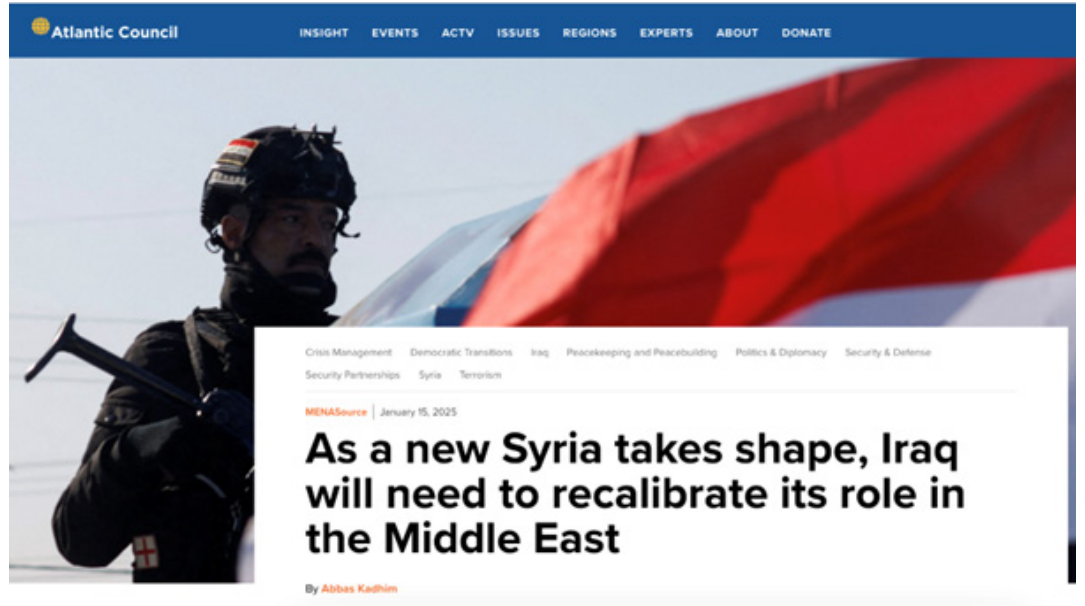 Atlantic Council
INSIGHT EVENTS ACTV ISSUES REGIONS EXPERTS ABOUT DONATE
Crisis Management Democratic Transitions Iraq Peacekeeping and Peacebuilding Politics & Diplomacy Security & Defense
Security Partnerships Syria Terrorism
MENASource | January 15, 2025
As a new Syria takes shape, Iraq
will need to recalibrate its role in
the Middle East
By Abbas Kadhim